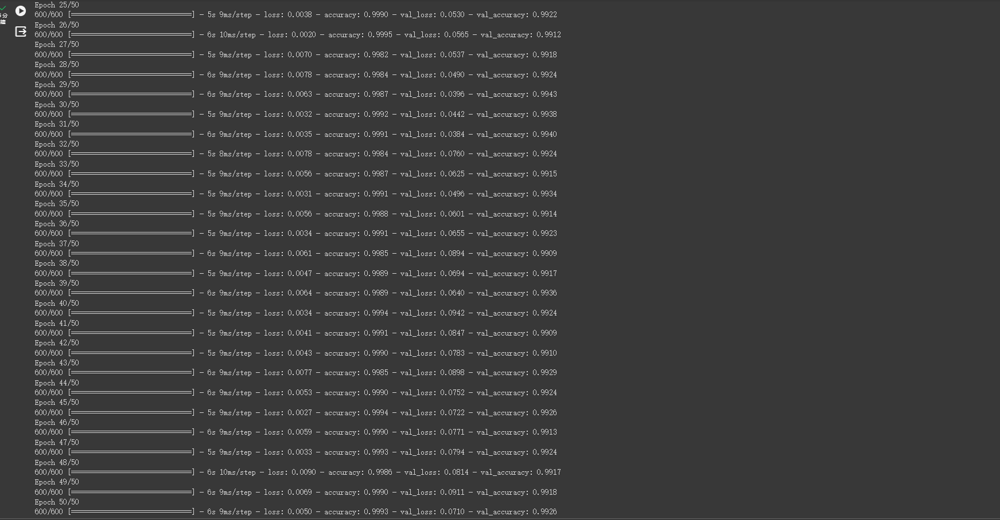 Epoch 25/50
600/600 [==============================] - 5s 9ms/step - loss: 0.0038 - accuracy: 0.9990 - val_loss: 0.0530 - val_accuracy: 0.9922
Epoch 26/50
600/600 [==============================] - 6s 10ms/step - loss: 0.0020 - accuracy: 0.9995 - val_loss: 0.0565 - val_accuracy: 0.9912
Epoch 27/50
600/600 [==============================] - 5s 9ms/step - loss: 0.0070 - accuracy: 0.9982 - val_loss: 0.0537 - val_accuracy: 0.9918
Epoch 28/50
600/600 [==============================] - 6s 9ms/step - loss: 0.0078 - accuracy: 0.9984 - val_loss: 0.0490 - val_accuracy: 0.9924
Epoch 29/50
600/600 [==============================] - 6s 9ms/step - loss: 0.0063 - accuracy: 0.9987 - val_loss: 0.0396 - val_accuracy: 0.9943
Epoch 30/50
600/600 [==============================] - 5s 9ms/step - loss: 0.0032 - accuracy: 0.9992 - val_loss: 0.0442 - val_accuracy: 0.9938
Epoch 31/50
600/600 [==============================] - 6s 9ms/step - loss: 0.0035 - accuracy: 0.9991 - val_loss: 0.0384 - val_accuracy: 0.9940
Epoch 32/50
600/600 [==============================] - 5s 8ms/step - loss: 0.0078 - accuracy: 0.9984 - val_loss: 0.0760 - val_accuracy: 0.9924
Epoch 33/50
600/600 [==============================] - 5s 9ms/step - loss: 0.0056 - accuracy: 0.9987 - val_loss: 0.0625 - val_accuracy: 0.9915
Epoch 34/50
600/600 [==============================] - 5s 9ms/step - loss: 0.0031 - accuracy: 0.9991 - val_loss: 0.0496 - val_accuracy: 0.9934
Epoch 35/50
600/600 [==============================] - 5s 9ms/step - loss: 0.0056 - accuracy: 0.9988 - val_loss: 0.0601 - val_accuracy: 0.9914
Epoch 36/50
600/600 [==============================] - 5s 9ms/step - loss: 0.0034 - accuracy: 0.9991 - val_loss: 0.0655 - val_accuracy: 0.9923
Epoch 37/50
600/600 [==============================] - 6s 9ms/step - loss: 0.0061 - accuracy: 0.9985 - val_loss: 0.0894 - val_accuracy: 0.9909
Epoch 38/50
600/600 [==============================] - 5s 9ms/step - loss: 0.0047 - accuracy: 0.9989 - val_loss: 0.0694 - val_accuracy: 0.9917
Epoch 39/50
600/600 [==============================] - 6s 9ms/step - loss: 0.0064 - accuracy: 0.9989 - val_loss: 0.0640 - val_accuracy: 0.9936
Epoch 40/50
600/600 [==============================] - 5s 9ms/step - loss: 0.0034 - accuracy: 0.9994 - val_loss: 0.0942 - val_accuracy: 0.9924
Epoch 41/50
600/600 [==============================] - 5s 9ms/step - loss: 0.0041 - accuracy: 0.9991 - val_loss: 0.0847 - val_accuracy: 0.9909
Epoch 42/50
600/600 [==============================] - 5s 9ms/step - loss: 0.0043 - accuracy: 0.9990 - val_loss: 0.0783 - val_accuracy: 0.9910
Epoch 43/50
600/600 [==============================] - 6s 9ms/step - loss: 0.0077 - accuracy: 0.9985 - val_loss: 0.0898 - val_accuracy: 0.9929
Epoch 44/50
600/600 [==============================] - 6s 9ms/step - loss: 0.0053 - accuracy: 0.9990 - val_loss: 0.0752 - val_accuracy: 0.9924
Epoch 45/50
600/600 [==============================] - 5s 9ms/step - loss: 0.0027 - accuracy: 0.9994 - val_loss: 0.0722 - val_accuracy: 0.9926
Epoch 46/50
600/600 [==============================] - 6s 9ms/step - loss: 0.0059 - accuracy: 0.9990 - val_loss: 0.0771 - val_accuracy: 0.9913
Epoch 47/50
600/600 [==============================] - 5s 9ms/step - loss: 0.0033 - accuracy: 0.9993 - val_loss: 0.0794 - val_accuracy: 0.9924
Epoch 48/50
600/600 [==============================] - 6s 10ms/step - loss: 0.0090 - accuracy: 0.9986 - val_loss: 0.0814 - val_accuracy: 0.9917
Epoch 49/50
600/600 [==============================] - 6s 9ms/step - loss: 0.0069 - accuracy: 0.9990 - val_loss: 0.0911 - val_accuracy: 0.9918
Epoch 50/50
600/600 [==============================] - 6s 9ms/step - loss: 0.0050 - accuracy: 0.9993 - val_loss: 0.0710 - val_accuracy: 0.9926